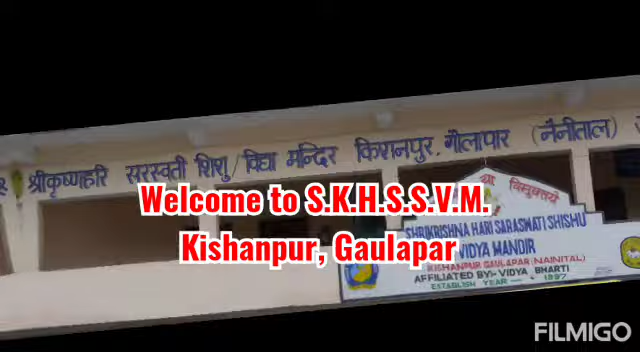 श्रीकृष्णहरि सरस्वती शिशु/विद्या मन्दिर किशनपुर, गौलापार (नैनीताल)
या विमुक्तये
Welcome to S.K.H.S.S.V.M.
Kishanpur, Gaulapar
SHRIKRISHNA HARI SARASWATI SHISHU
VIDYA MANDIR
KISHANPUR GAULAPAR (NAINITAL)
AFFILIATED BY:- VIDYA BHARTI
ESTABLISH YEAR - 1997
FILMIGO